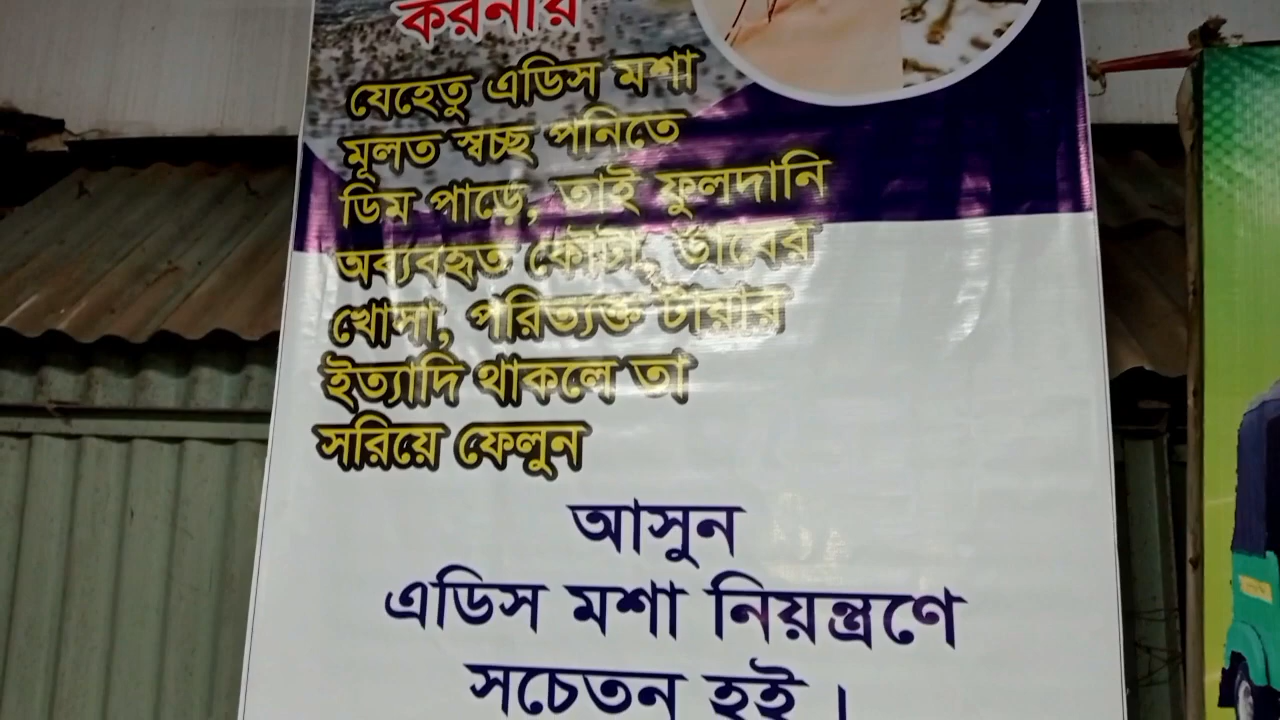 করনীয়
যেহেতু এডিস মশা
মূলত স্বচ্ছ পনিতে
ডিম পাড়ে, তাই ফুলদানি
অব্যবহৃত কৌটা, ডাবের
খোসা, পরিত্যক্ত টায়ার
ইত্যাদি থাকলে তা
সরিয়ে ফেলুন
আসুন
এডিস মশা নিয়ন্ত্রণে
সচেতন হই ।